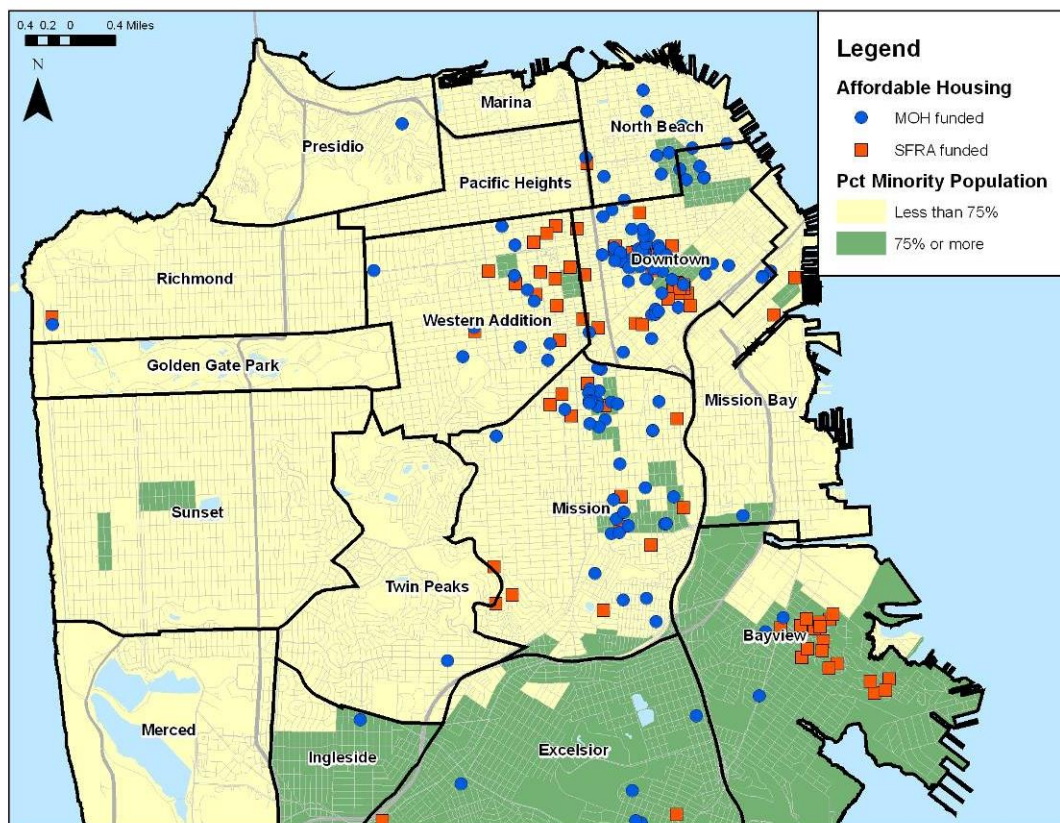 0.4 0.2 0 0.4 Miles
N
Legend
Affordable Housing
MOH funded
SFRA funded
Pct Minority Population
Less than 75%
75% or more
Marina
North Beach
Presidio
Pacific Heights
Richmond
Downtown
Western Addition
Golden Gate Park
Mission Bay
Sunset
Mission
Twin Peaks
Bayview
Merced
Ingleside
Excelsior